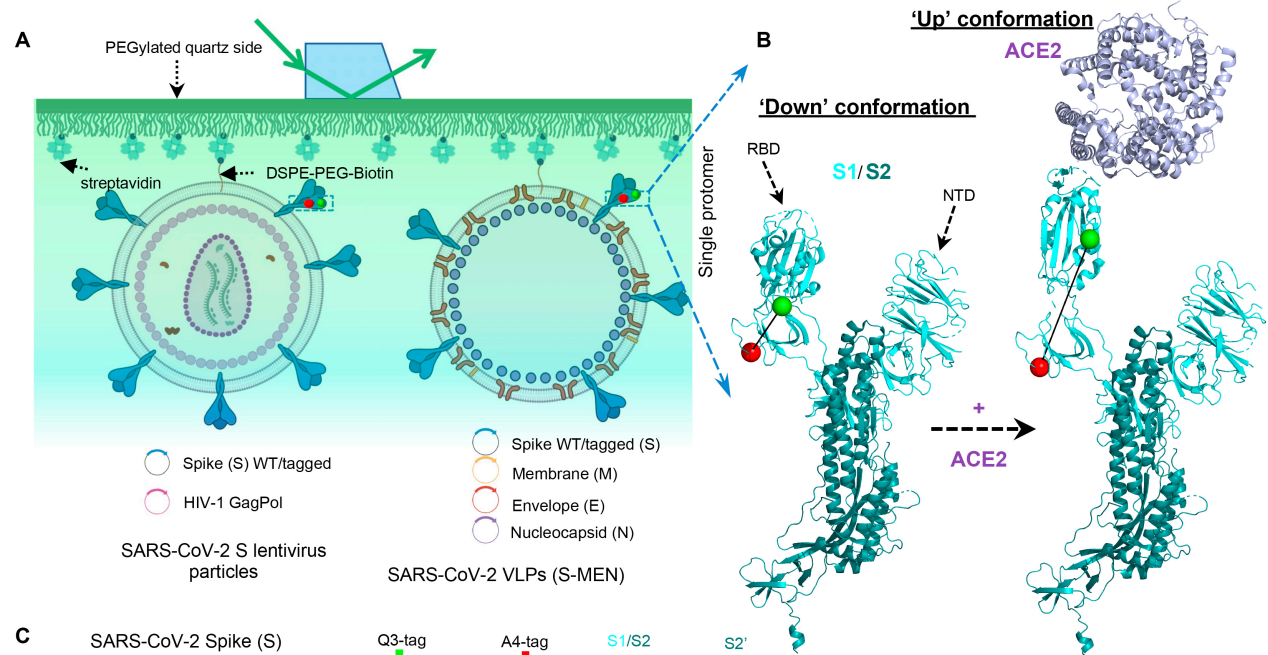 A
PEGylated quartz side
streptavidin
DSPE-PEG-Biotin
Spike (S) WT/tagged
HIV-1 GagPol
SARS-CoV-2 S lentivirus
particles
Spike WT/tagged (S)
Membrane (M)
Envelope (E)
Nucleocapsid (N)
SARS-CoV-2 VLPs (S-MEN)
B
Single protomer
‘Down’ conformation
RBD
S1/S2
NTD
‘Up’ conformation
ACE2
+
ACE2
C
SARS-CoV-2 Spike (S)
Q3-tag
A4-tag
S1/S2
S2’